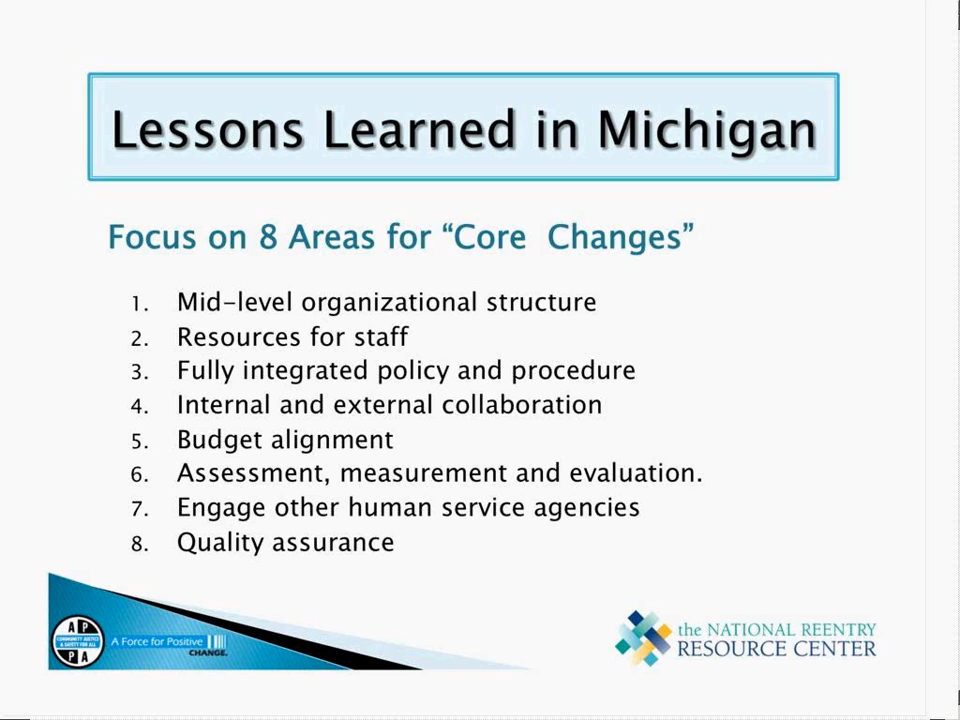 Lessons Learned in Michigan
Focus on 8 Areas for “Core Changes”
1. Mid-level organizational structure
2. Resources for staff
3. Fully integrated policy and procedure
4. Internal and external collaboration
5. Budget alignment
6. Assessment, measurement and evaluation.
7. Engage other human service agencies
8. Quality assurance
A P
COMMUNITY JUSTICE
& SAFETY FOR ALL
P A
A Force for Positive
CHANGE.
the NATIONAL REENTRY
RESOURCE CENTER